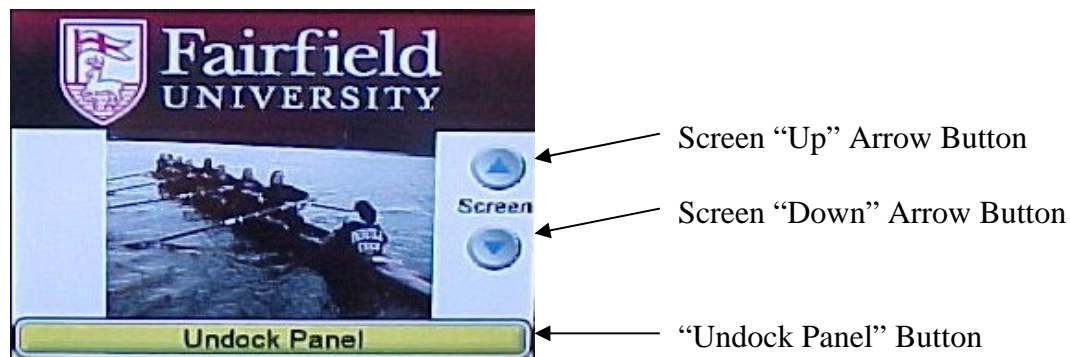 Fairfield
UNIVERSITY
Screen “Up” Arrow Button
Screen
Screen “Down” Arrow Button
Undock Panel
“Undock Panel” Button